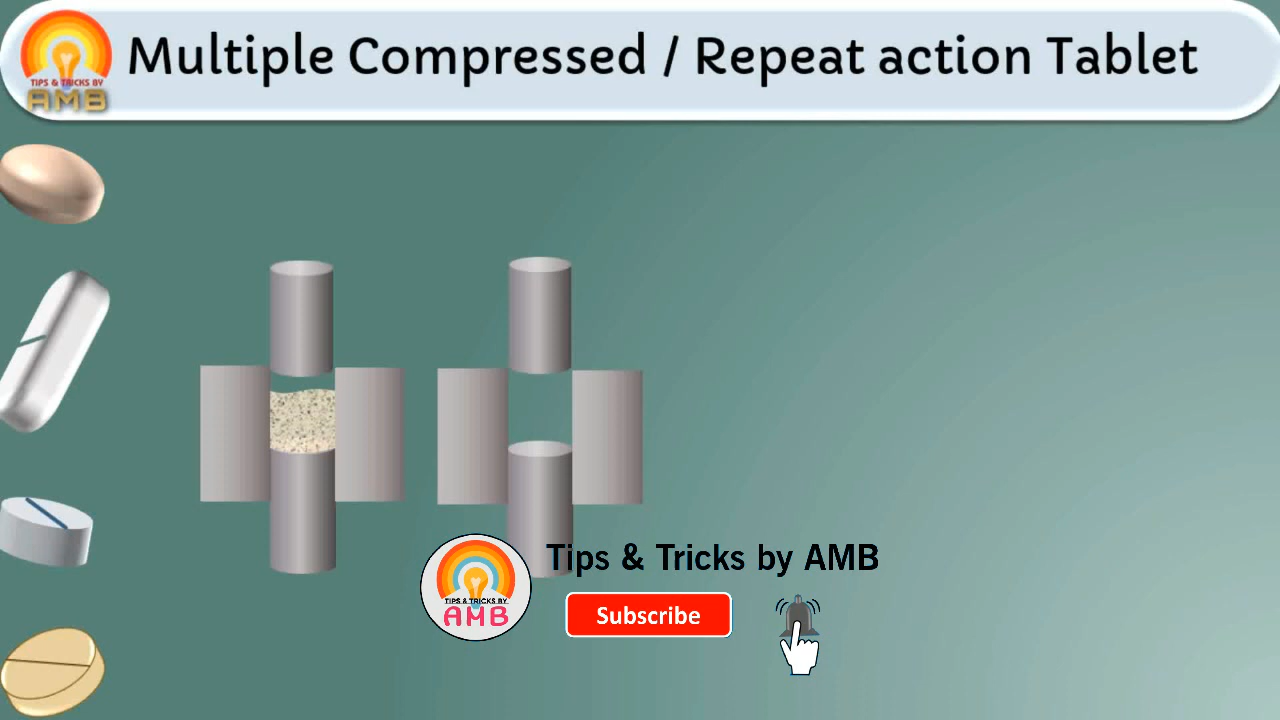 Multiple Compressed / Repeat action Tablet
TIPS & TRICKS BY
AMB
Tips & Tricks by AMB
TIPS & TRICKS BY
AMB
Subscribe